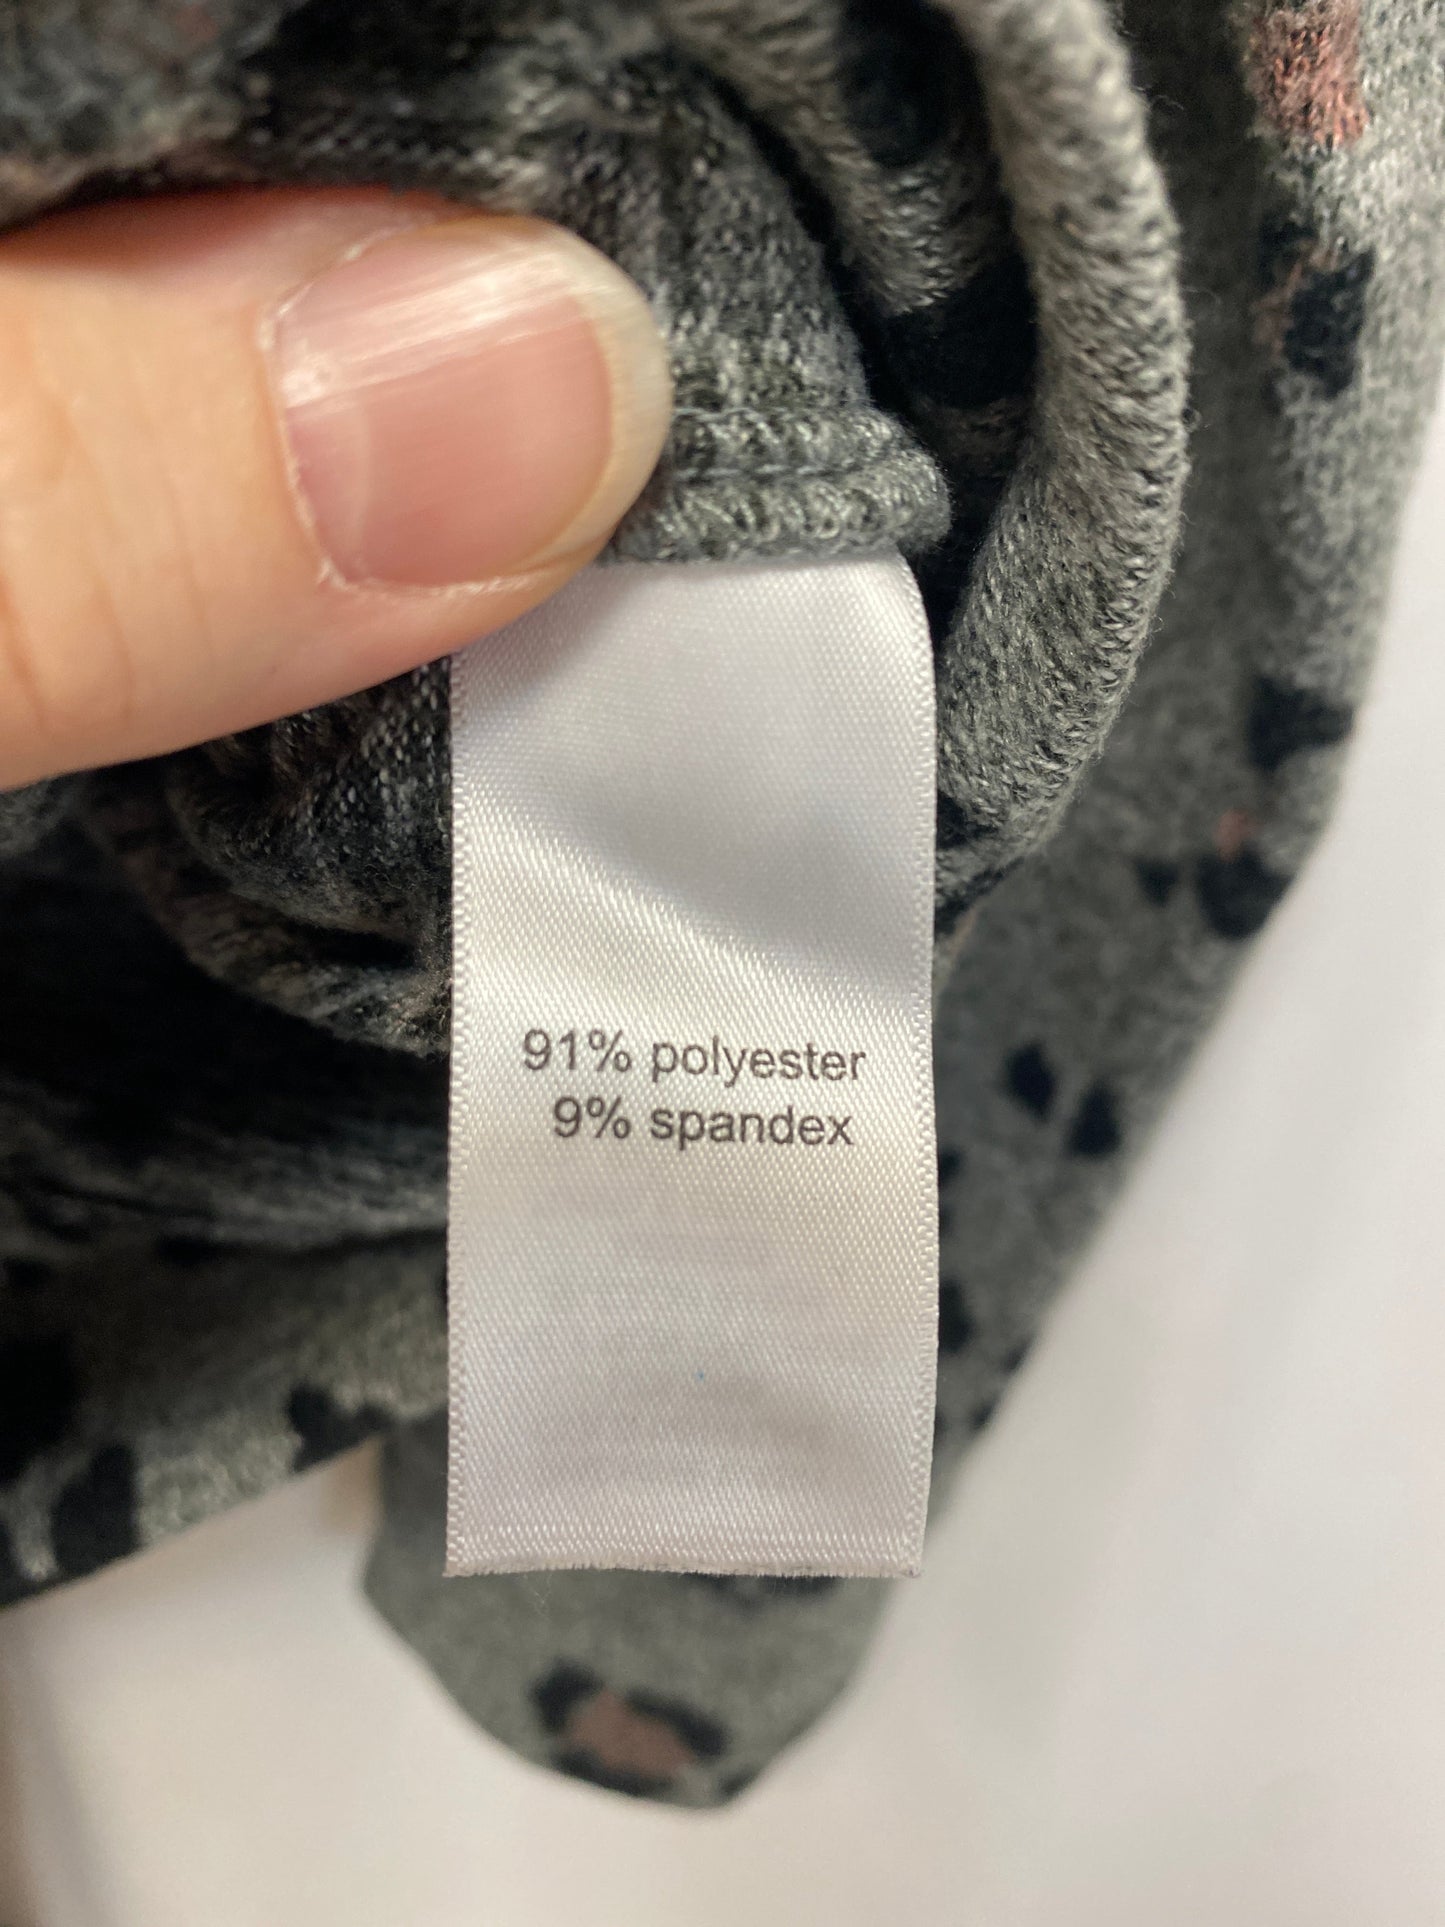 91% polyester
9% spandex